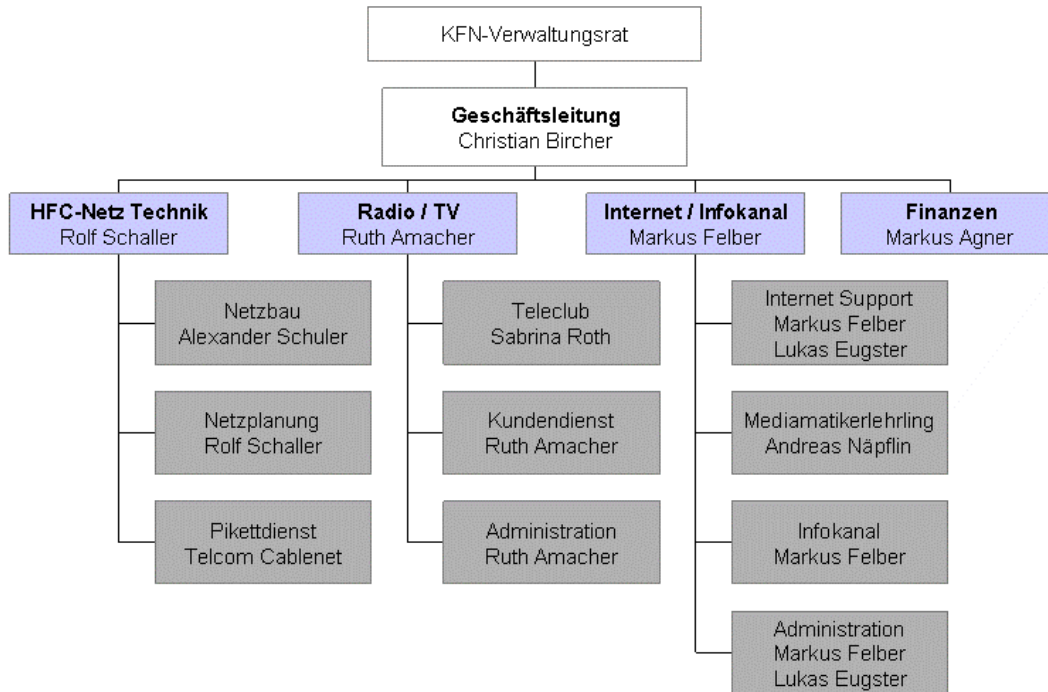 KFN-Verwaltungsrat
Geschäftsleitung
Christian Bircher
HFC-Netz Technik
Rolf Schaller
Radio / TV
Ruth Amacher
Internet / Infokanal
Markus Felber
Finanzen
Markus Agner
Netzbau
Alexander Schuler
Netzplanung
Rolf Schaller
Pikettdienst
Telcom Cablenet
Teleclub
Sabrina Roth
Kundendienst
Ruth Amacher
Administration
Ruth Amacher
Internet Support
Markus Felber
Lukas Eugster
Mediamatikerlehrling
Andreas Näpflin
Infokanal
Markus Felber
Administration
Markus Felber
Lukas Eugster